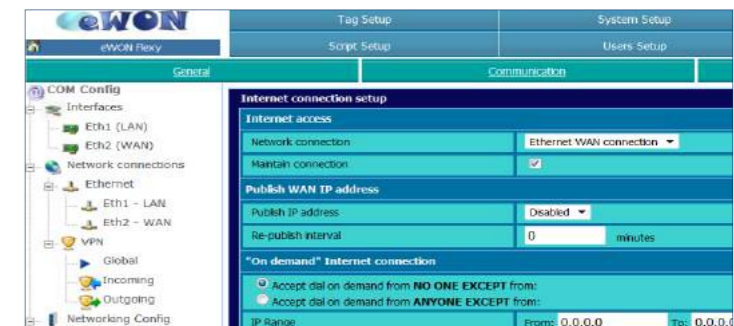 eWON
Tag Setup
System Setup
eWON Flexy
Script Setup
Users Setup
General
Communication
COM Config
Interfaces
Eth1 (LAN)
Eth2 (WAN)
Network connections
Ethernet
Eth1 - LAN
Eth2 - WAN
VPN
Global
Incoming
Outgoing
Networking Config
Internet connection setup
Internet access
Network connection
Ethernet WAN connection
Maintain connection
Publish WAN IP address
Publish IP address
Disabled
Re-publish interval
0 minutes
"On demand" Internet connection
Accept dial on demand from NO ONE EXCEPT from:
Accept dial on demand from ANYONE EXCEPT from:
IP Range
From: 0.0.0.0
To: 0.0.0.0